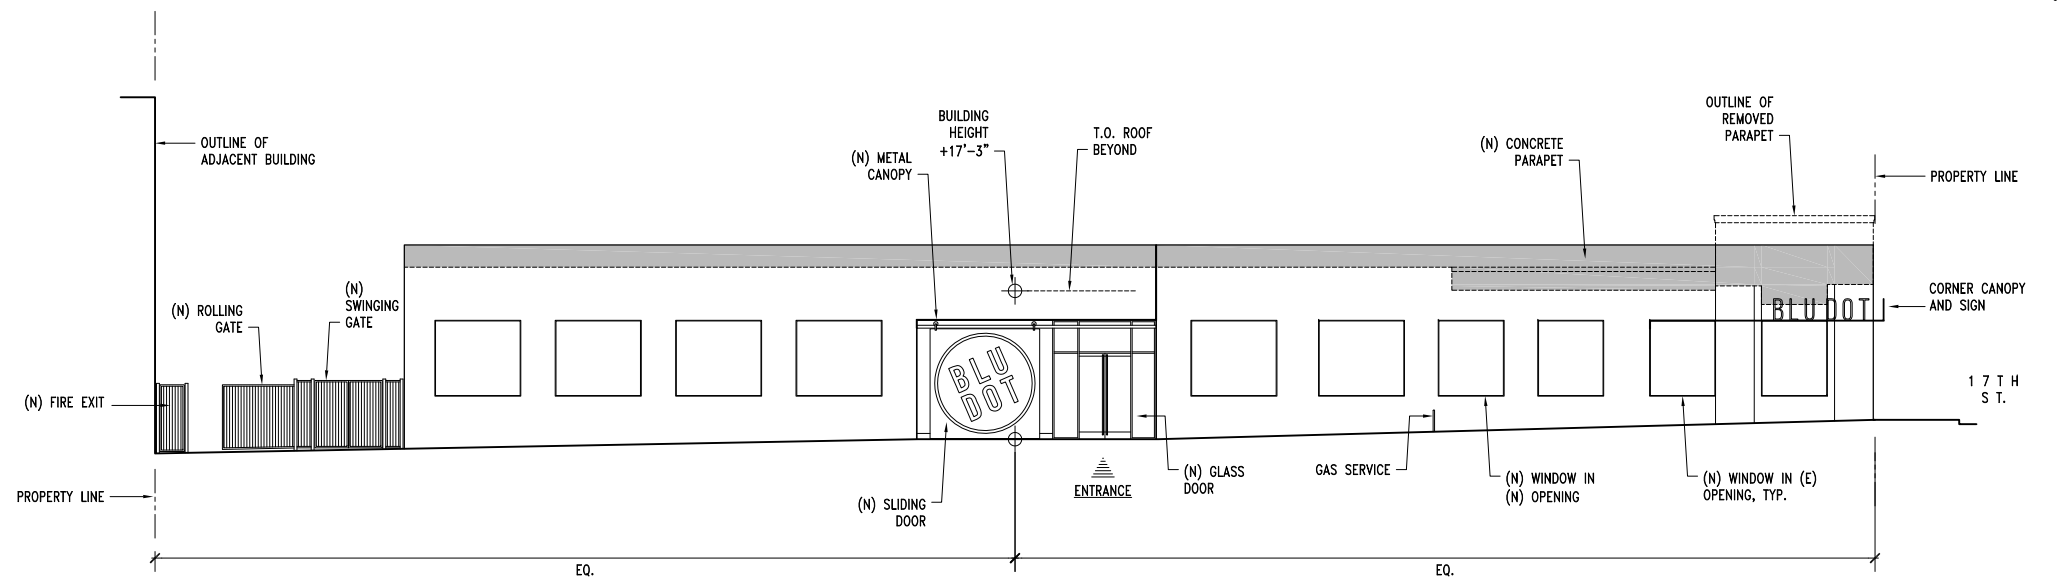 OUTLINE OF
ADJACENT BUILDING
BUILDING
HEIGHT
+17'-3"
T.O. ROOF
BEYOND
(N) METAL
CANOPY
(N) CONCRETE
PARAPET
OUTLINE OF
REMOVED
PARAPET
PROPERTY LINE
(N) ROLLING
GATE
(N)
SWINGING
GATE
CORNER CANOPY
AND SIGN
BLU DOT
BLU
DOT
(N) FIRE EXIT
17TH
ST.
PROPERTY LINE
(N) SLIDING
DOOR
ENTRANCE
(N) GLASS
DOOR
GAS SERVICE
(N) WINDOW IN
(N) OPENING
(N) WINDOW IN (E)
OPENING, TYP.
EQ.
EQ.